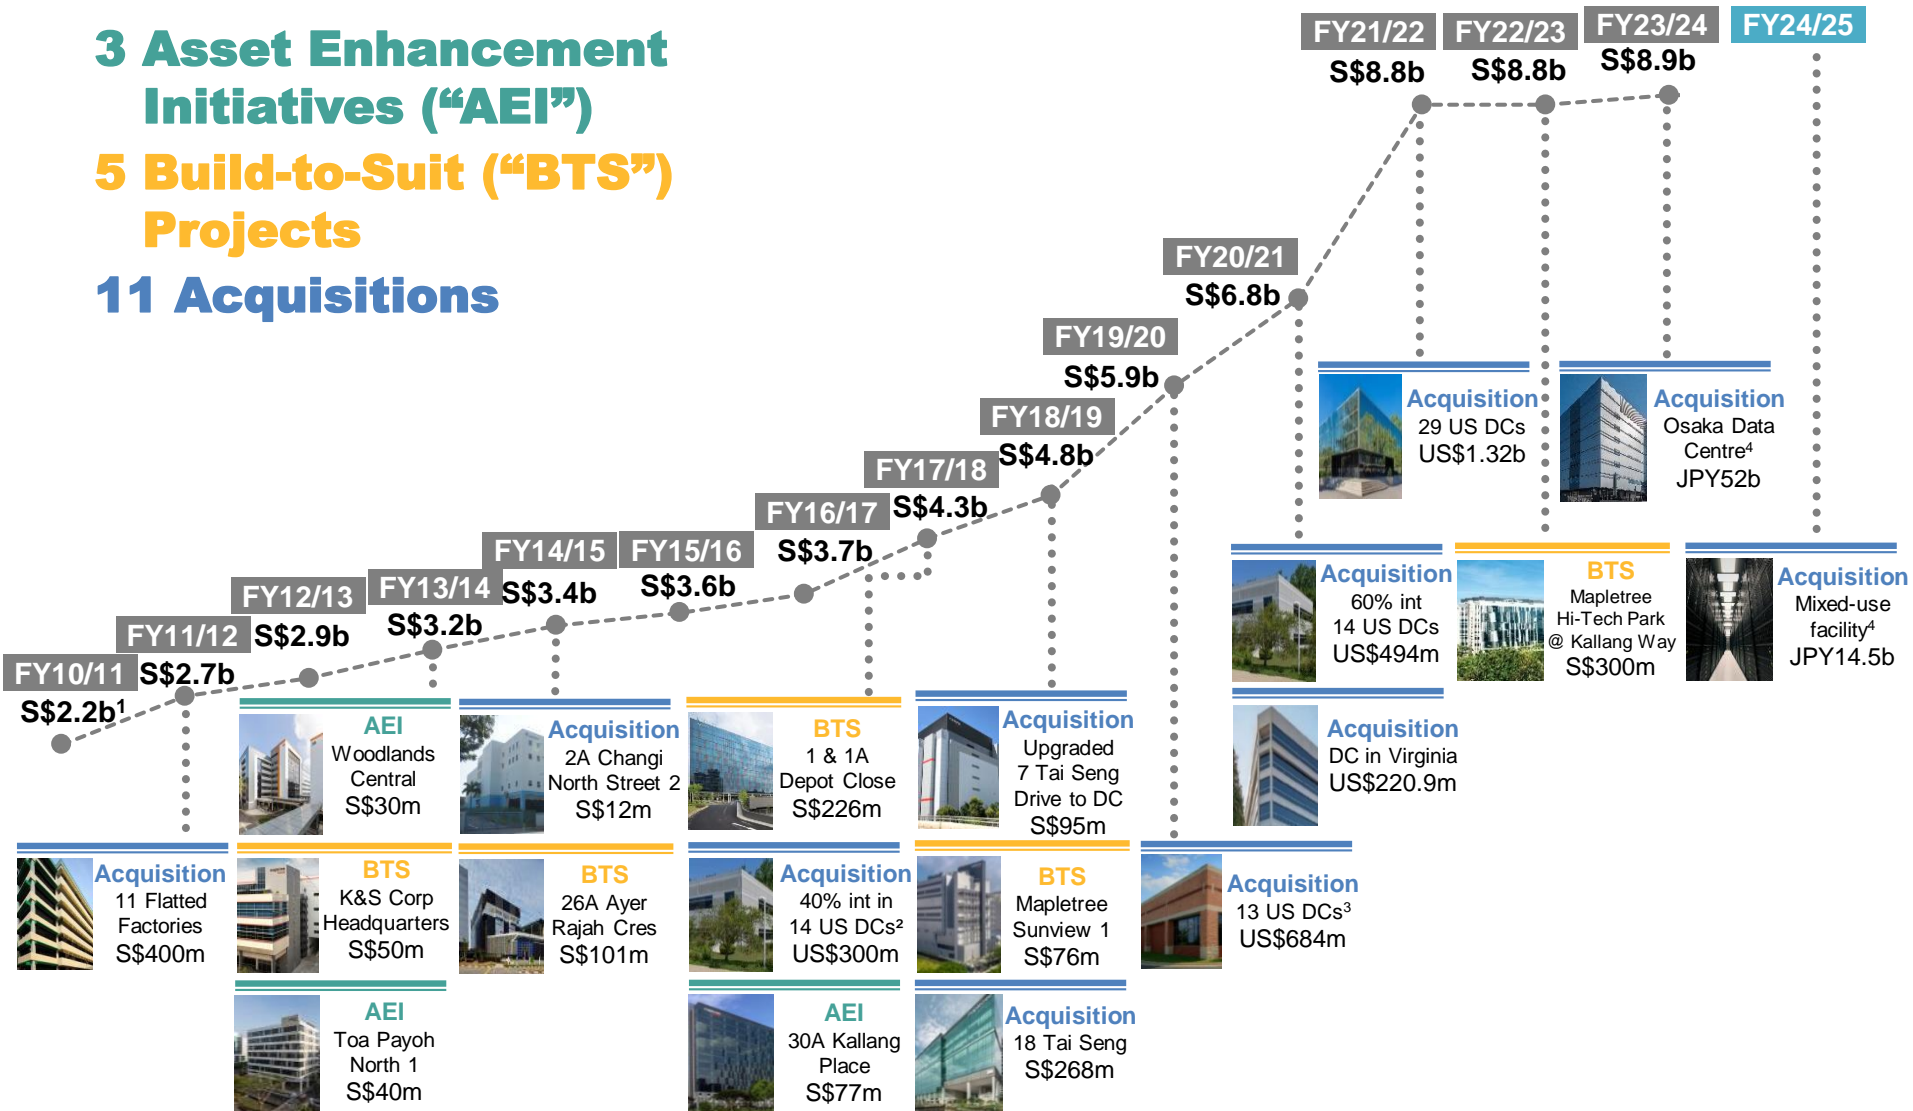 3 Asset Enhancement
Initiatives (“AEI”)
5 Build-to-Suit (“BTS”)
Projects
11 Acquisitions
FY10/11
S$2.2b¹
FY11/12
S$2.7b
FY12/13
S$2.9b
FY13/14
S$3.2b
FY14/15
S$3.4b
FY15/16
S$3.6b
FY16/17
S$3.7b
FY17/18
S$4.3b
FY18/19
S$4.8b
FY19/20
S$5.9b
FY20/21
S$6.8b
FY21/22
S$8.8b
FY22/23
S$8.8b
FY23/24
S$8.9b
FY24/25
Acquisition
11 Flatted
Factories
S$400m
AEI
Woodlands
Central
S$30m
BTS
K&S Corp
Headquarters
S$50m
AEI
Toa Payoh
North 1
S$40m
Acquisition
2A Changi
North Street 2
S$12m
BTS
26A Ayer
Rajah Cres
S$101m
BTS
1 & 1A
Depot Close
S$226m
Acquisition
40% int in
14 US DCs²
US$300m
AEI
30A Kallang
Place
S$77m
Acquisition
Upgraded
7 Tai Seng
Drive to DC
S$95m
BTS
Mapletree
Sunview 1
S$76m
Acquisition
18 Tai Seng
S$268m
Acquisition
13 US DCs³
US$684m
Acquisition
60% int
14 US DCs
US$494m
Acquisition
DC in Virginia
US$220.9m
Acquisition
29 US DCs
US$1.32b
BTS
Mapletree
Hi-Tech Park
@ Kallang Way
S$300m
Acquisition
Osaka Data
Centre⁴
JPY52b
Acquisition
Mixed-use
facility⁴
JPY14.5b